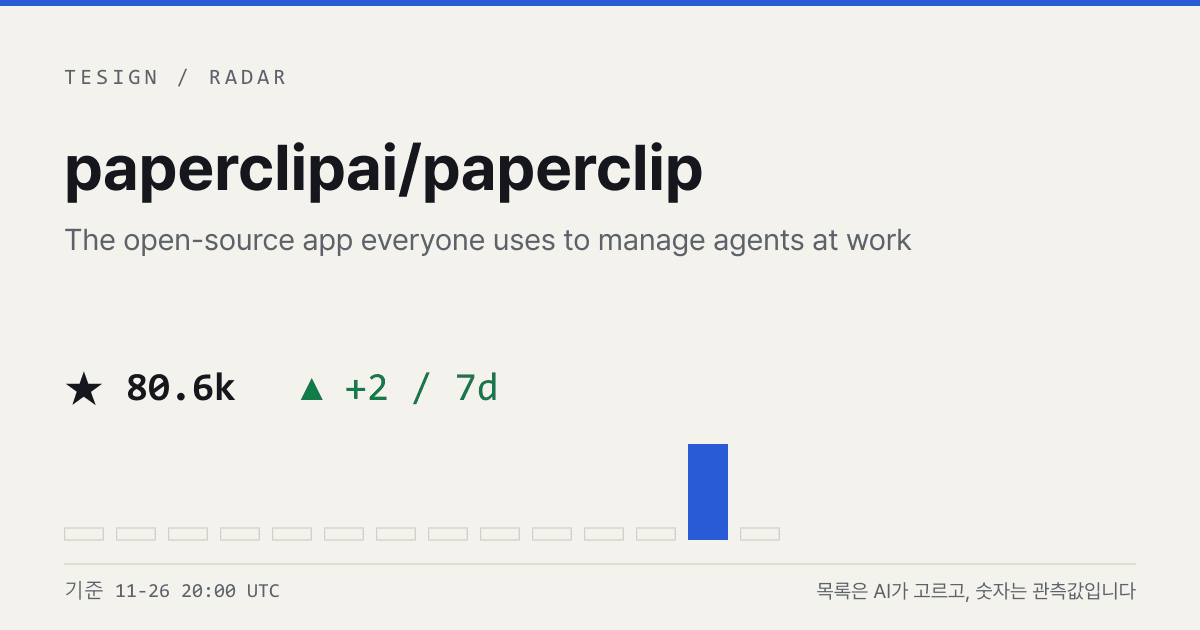 TESIGN / RADAR
paperclipai/paperclip
The open-source app everyone uses to manage agents at work
★ 80.6k ▲ +2 / 7d
기준 11-26 20:00 UTC
목록은 AI가 고르고, 숫자는 관측값입니다